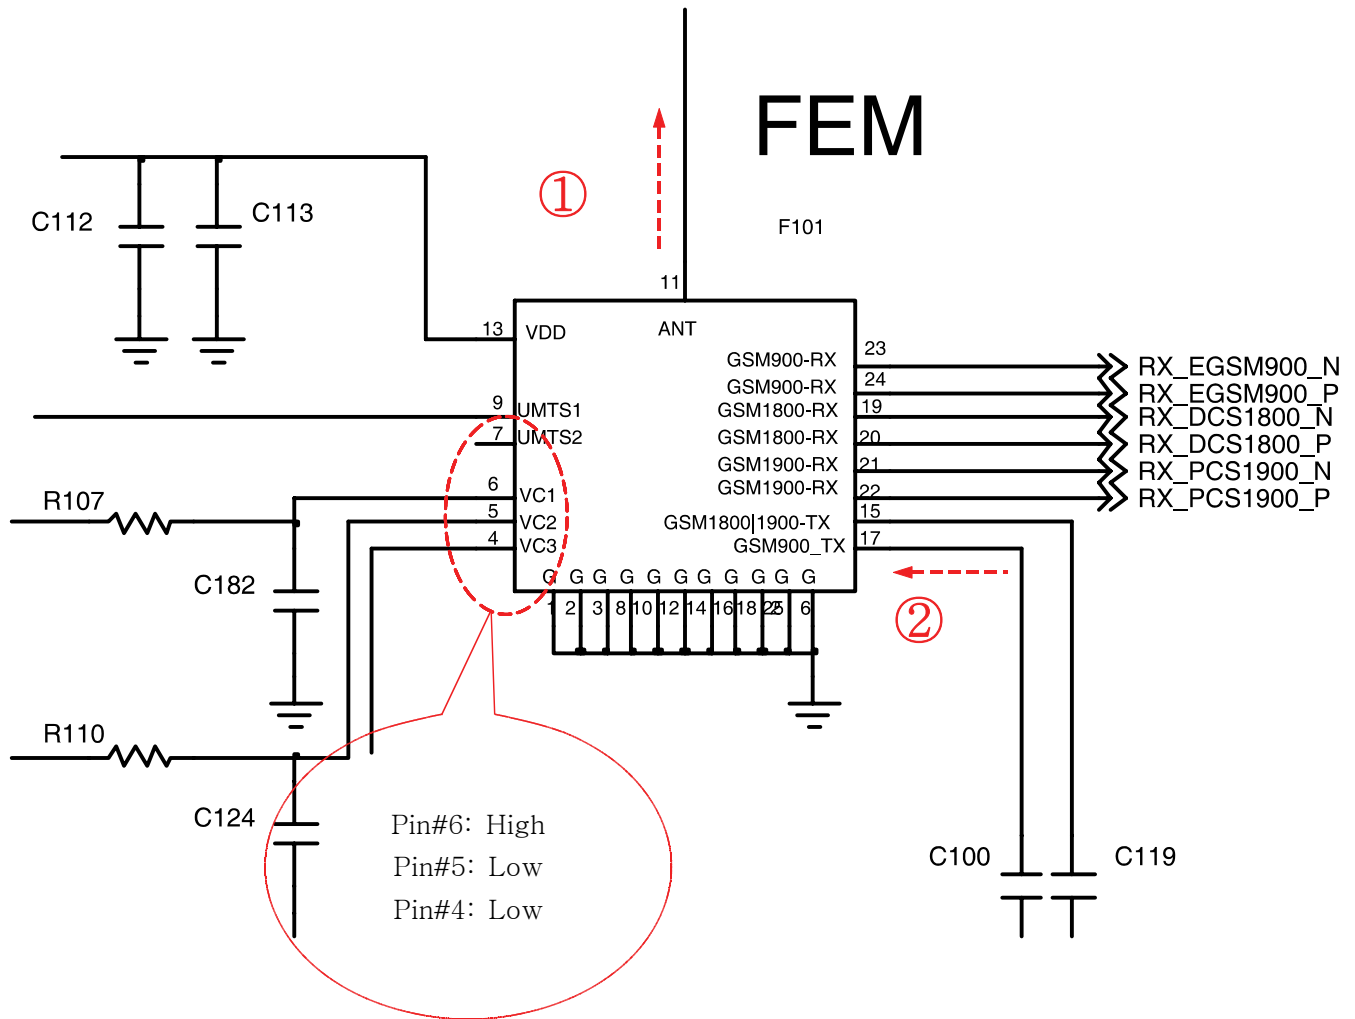 FEM
①
F101
C112
C113
11
ANT
13
VDD
9
UMTS1
7
UMTS2
6
VC1
5
VC2
4
VC3
GSM900-RX
23
RX_EGSM900_N
GSM900-RX
24
RX_EGSM900_P
GSM1800-RX
19
RX_DCS1800_N
GSM1800-RX
20
RX_DCS1800_P
GSM1900-RX
21
RX_PCS1900_N
GSM1900-RX
22
RX_PCS1900_P
GSM1800|1900-TX
15
GSM900_TX
17
R107
C182
G G G G G G G G G G G
1 2 3 8 10 12 14 16 18 25 26
②
R110
C124
Pin#6: High
Pin#5: Low
Pin#4: Low
C100
C119